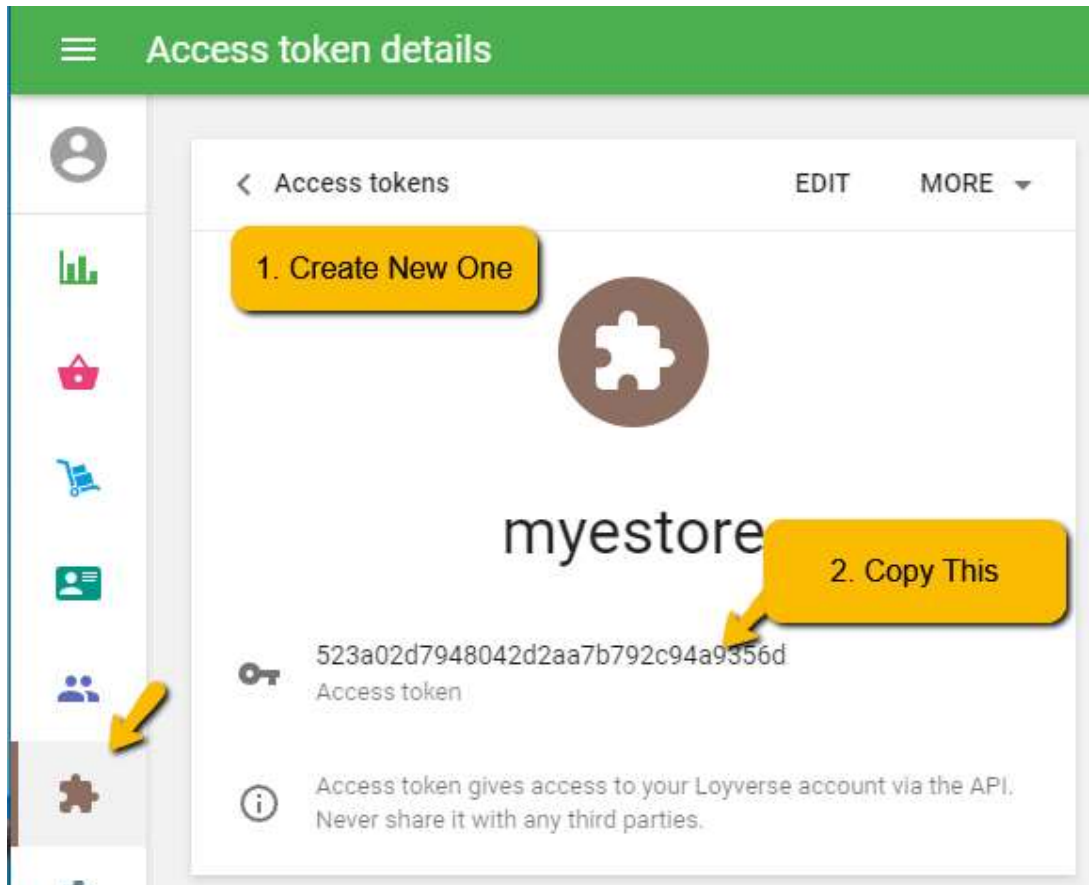 Access token details
Access tokens
EDIT
MORE
1. Create New One
myestore
2. Copy This
523a02d7948042d2aa7b792c94a9356d
Access token
Access token gives access to your Loyverse account via the API.
Never share it with any third parties.